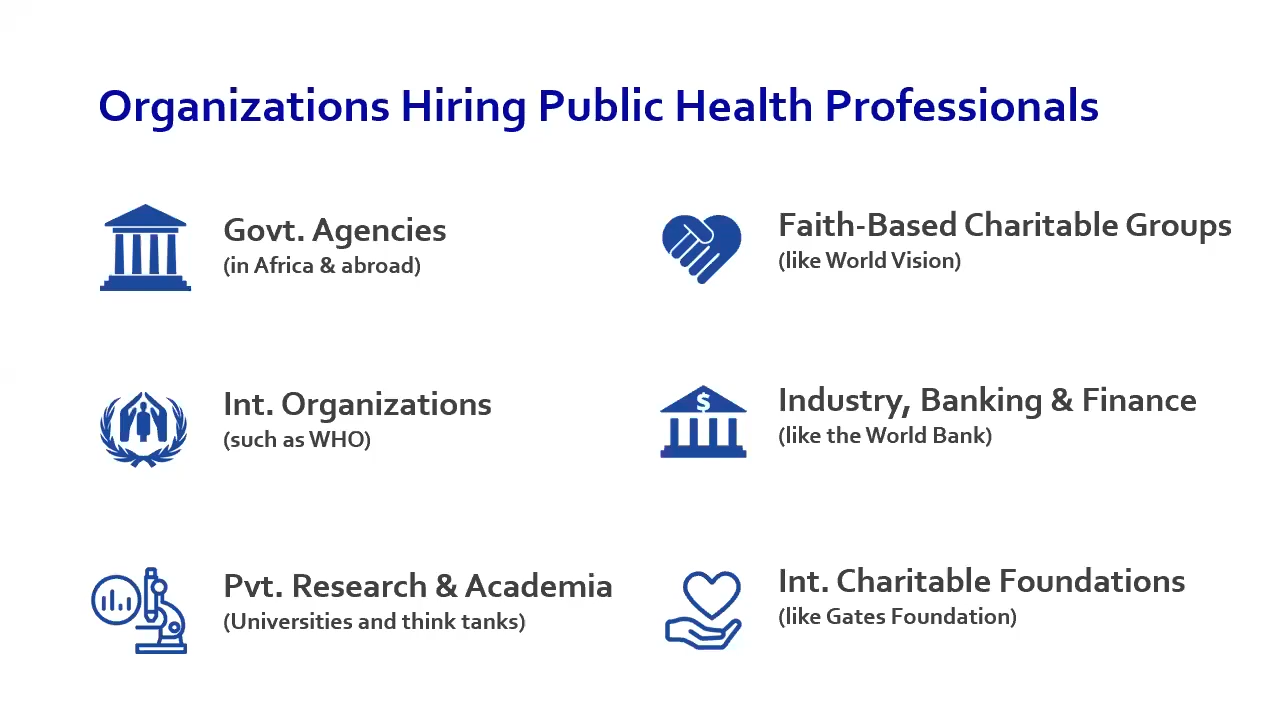 Organizations Hiring Public Health Professionals
Govt. Agencies
(in Africa & abroad)
Faith-Based Charitable Groups
(like World Vision)
Int. Organizations
(such as WHO)
Industry, Banking & Finance
(like the World Bank)
$
Pvt. Research & Academia
(Universities and think tanks)
Int. Charitable Foundations
(like Gates Foundation)